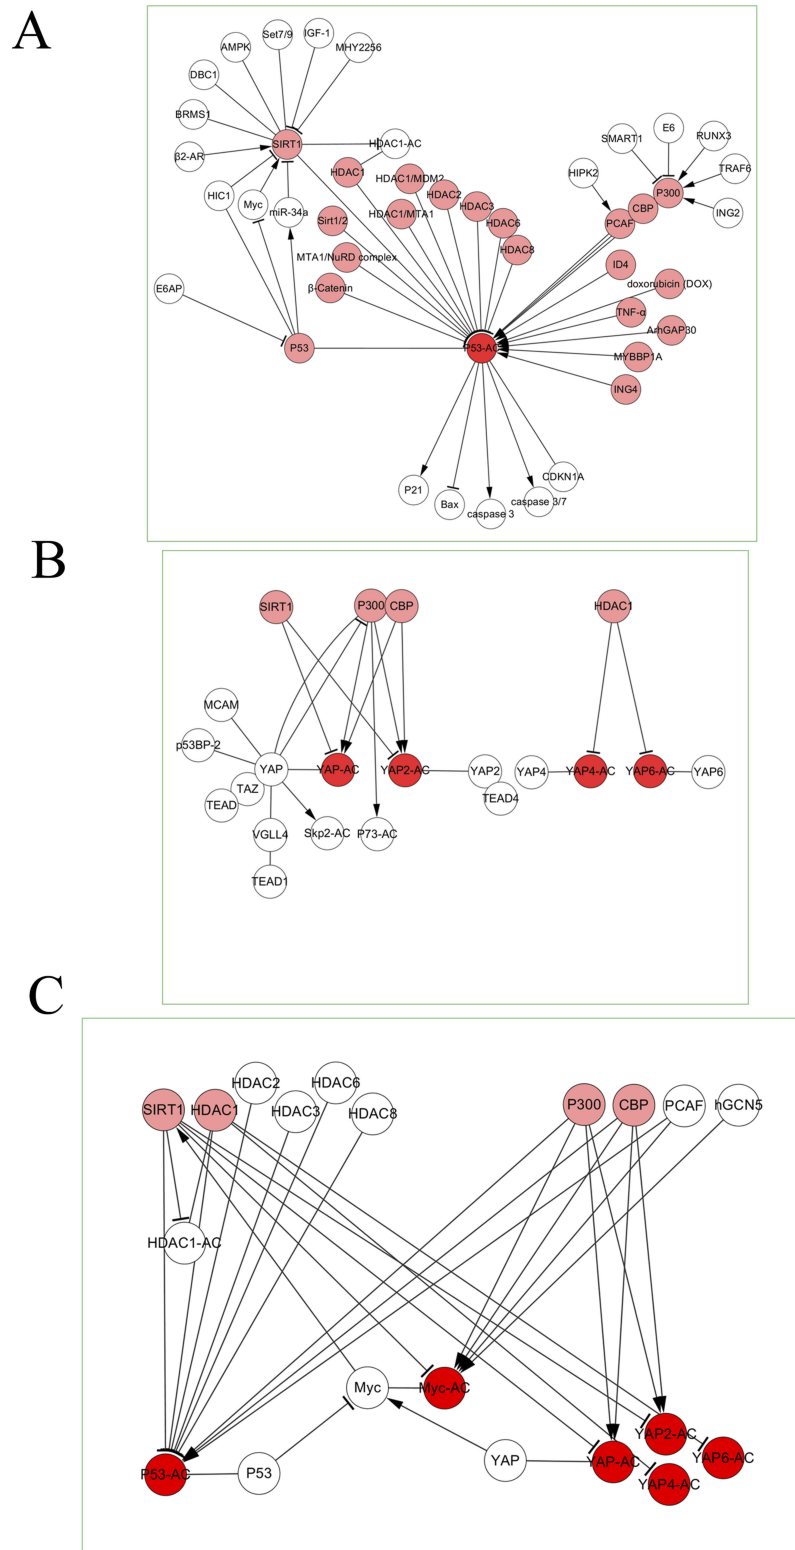 A
Set7/9
IGF-1
AMPK
MHY2256
DBC1
BRMS1
SIRT1
HDAC1-AC
β2-AR
HIC1
Myc
miR-34a
HDAC1
HDAC1/MDM2
HDAC2
HDAC1/MTA1
HDAC3
HDAC6
HDAC8
Sirt1/2
MTA1/NuRD complex
β-Catenin
E6
SMART1
RUNX3
HIPK2
TRAF6
P300
CBP
PCAF
ING2
ID4
doxorubicin (DOX)
TNF-α
ArhGAP30
MYBBP1A
ING4
E6AP
P53
P53-AC
P21
Bax
caspase 3
caspase 3/7
CDKN1A
B
SIRT1
P300
CBP
HDAC1
MCAM
p53BP-2
YAP
YAP-AC
YAP2-AC
YAP2
YAP4
YAP4-AC
YAP6-AC
YAP6
TAZ
TEAD
TEAD4
VGLL4
Skp2-AC
P73-AC
TEAD1
C
HDAC2
HDAC6
SIRT1
HDAC1
HDAC3
HDAC8
P300
CBP
PCAF
hGCN5
HDAC1-AC
Myc
Myc-AC
YAP2-AC
YAP6-AC
P53-AC
P53
YAP
YAP-AC
YAP4-AC